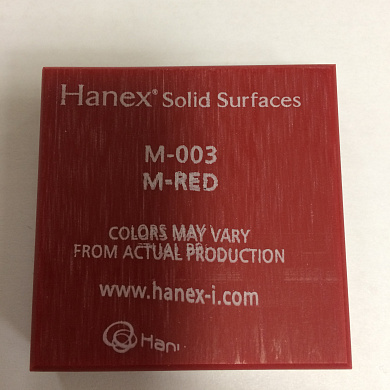 Hanex® Solid Surfaces
M-003
M-RED
COLORS MAY VARY
FROM ACTUAL PRODUCTION
www.hanex-i.com